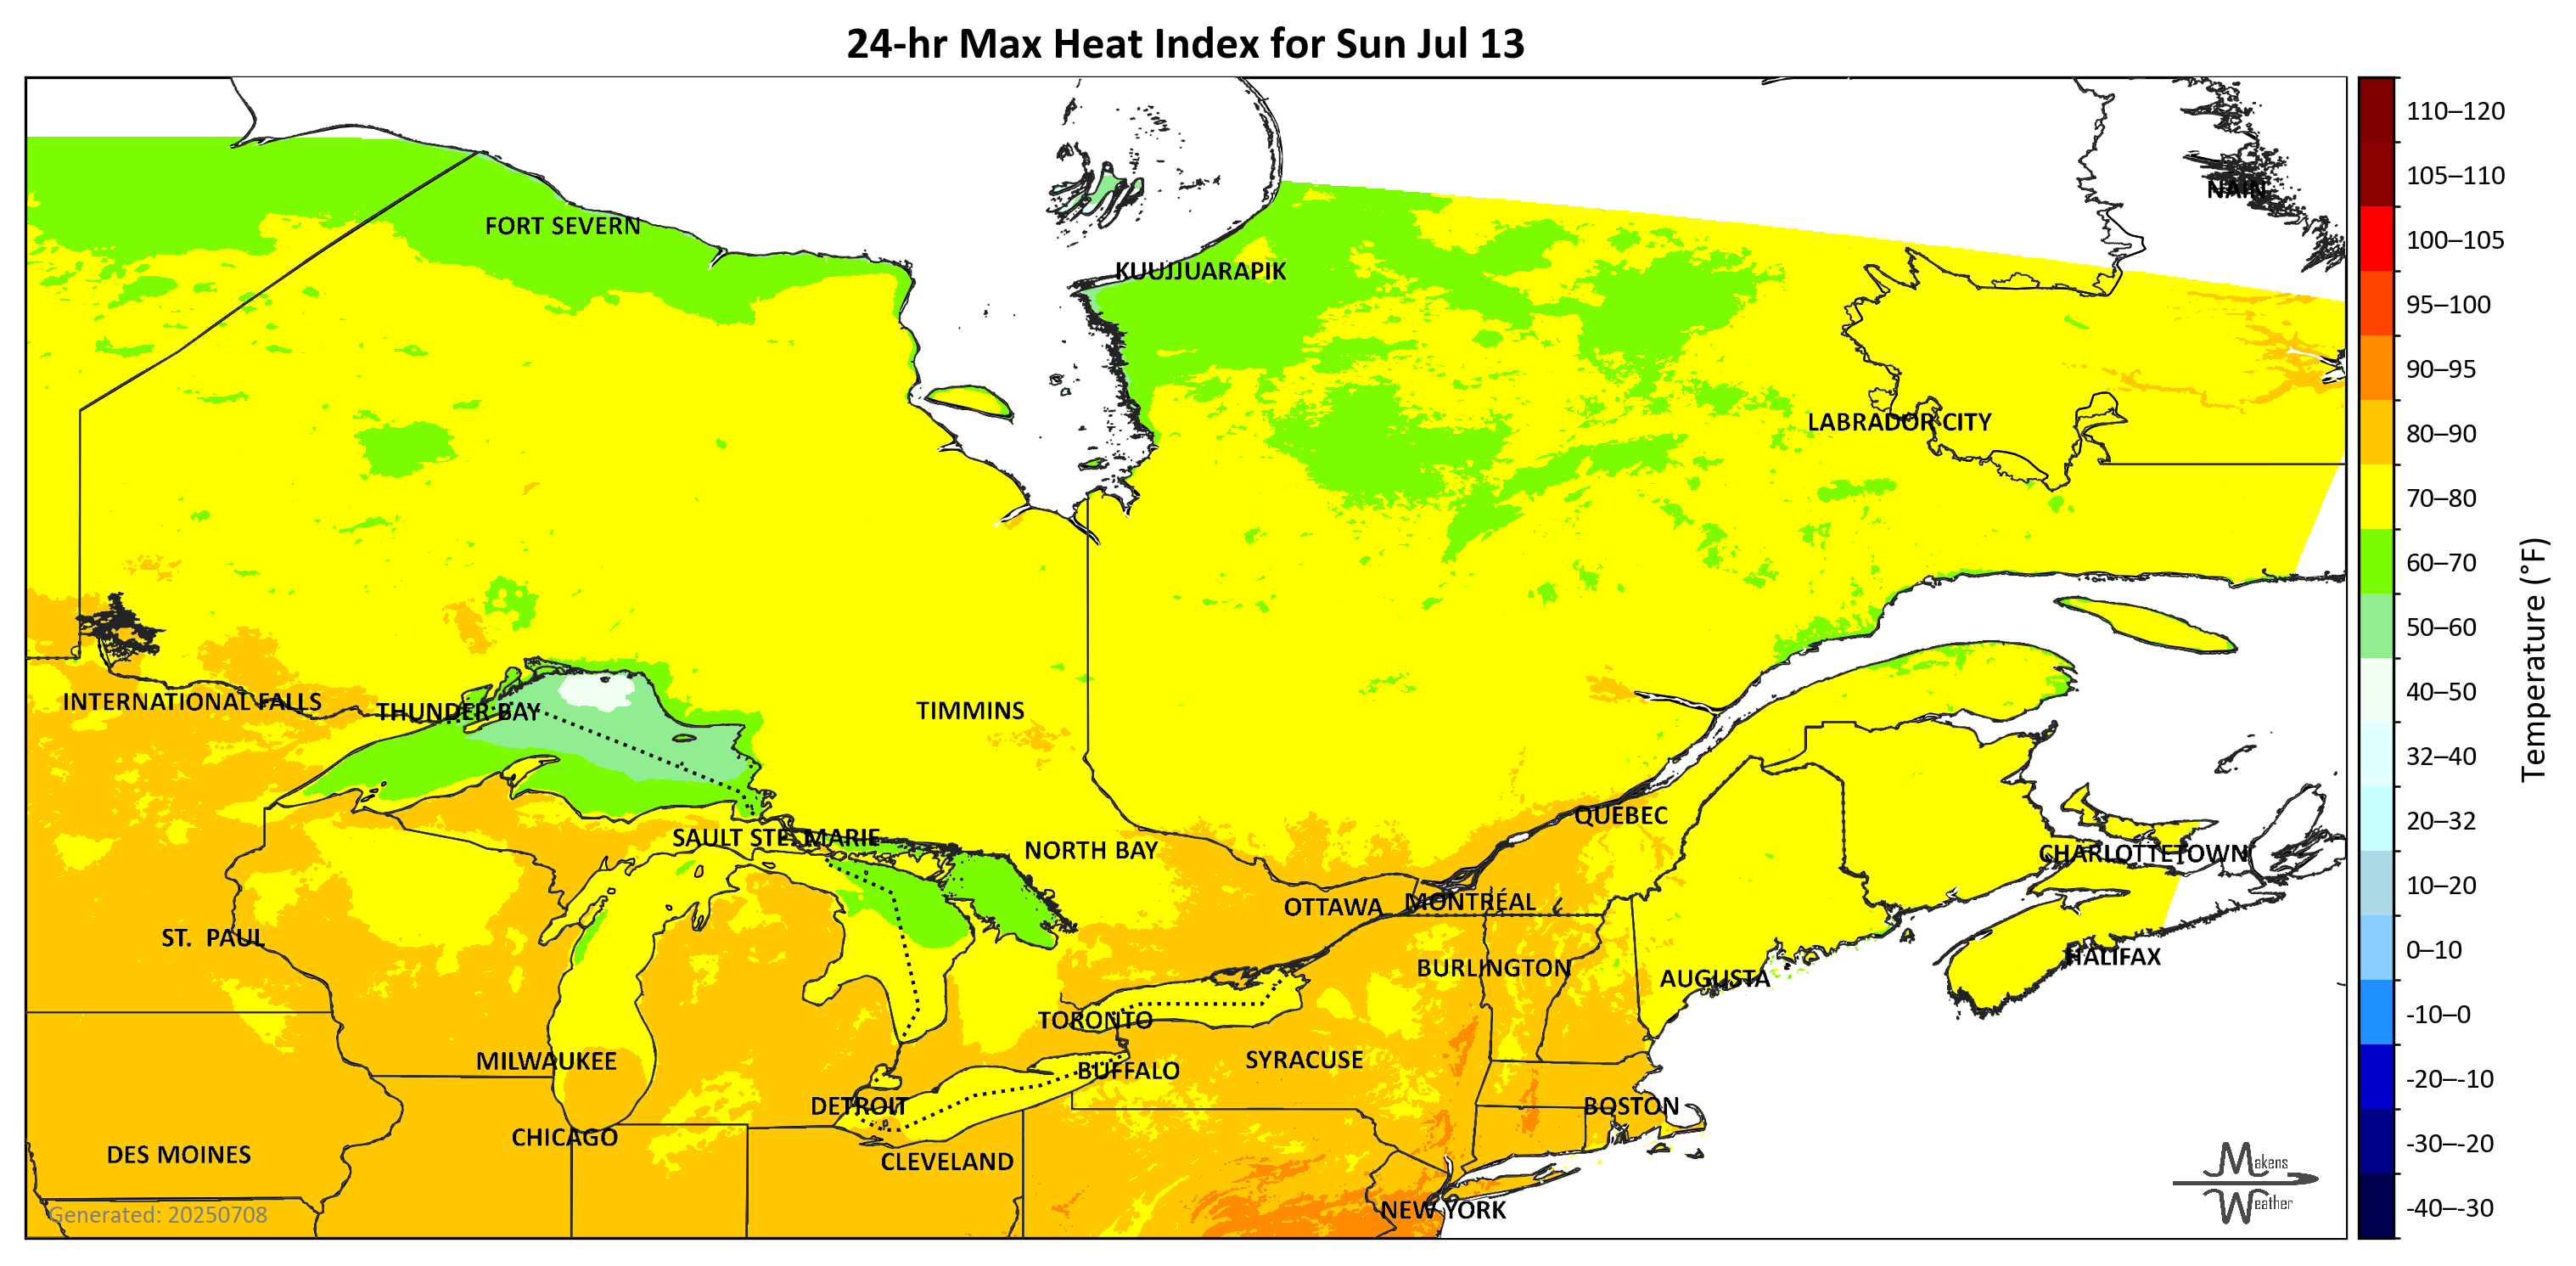 24-hr Max Heat Index for Sun Jul 13
NAIN
FORT SEVERN
KUUJJUARAPIK
LABRADOR CITY
INTERNATIONAL FALLS
THUNDER BAY
TIMMINS
QUEBEC
SAULT STE. MARIE
NORTH BAY
CHARLOTTETOWN
OTTAWA
MONTRÉAL
ST.  PAUL
HALIFAX
BURLINGTON
AUGUSTA
TORONTO
MILWAUKEE
SYRACUSE
BUFFALO
DETROIT
BOSTON
CHICAGO
DES MOINES
CLEVELAND
NEW YORK
Generated: 20250708
Makens
Weather
110–120
105–110
100–105
95–100
90–95
80–90
70–80
60–70
50–60
40–50
32–40
20–32
10–20
0–10
-10–0
-20–-10
-30–-20
-40–-30
Temperature (°F)